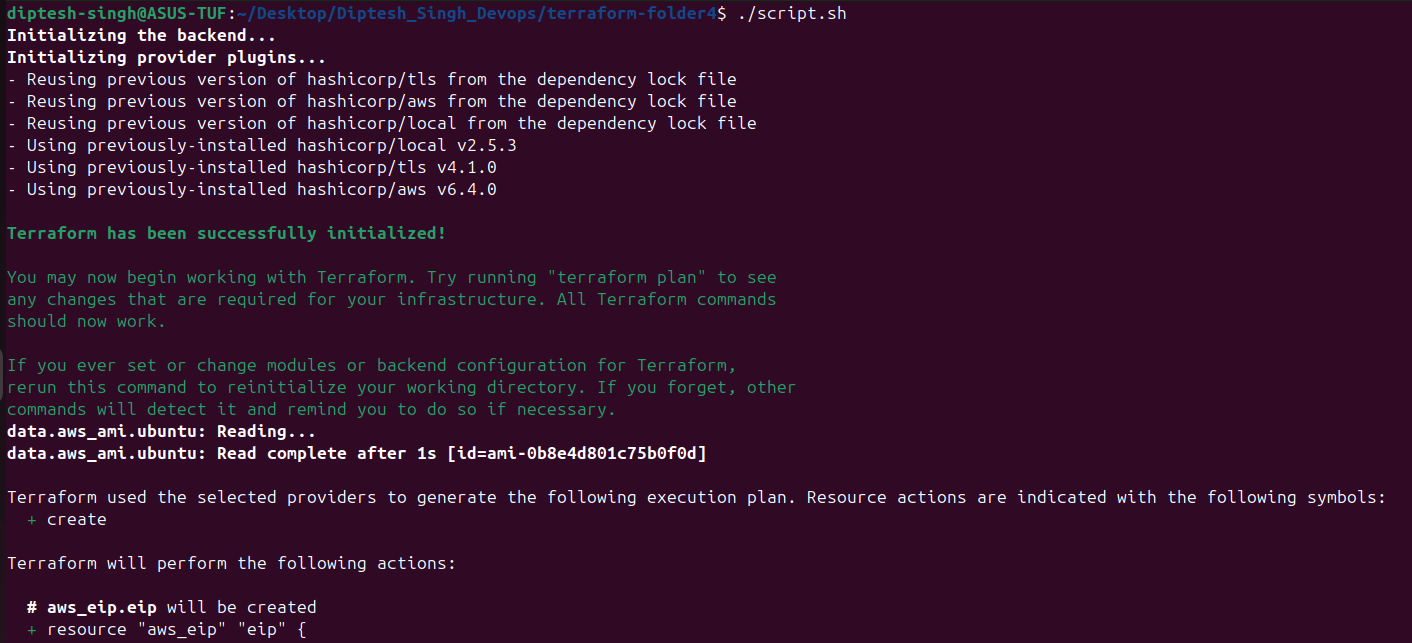 diptesh-singh@ASUS-TUF:~/Desktop/Diptesh_Singh_Devops/terraform-folder4$ ./script.sh
Initializing the backend...
Initializing provider plugins...
- Reusing previous version of hashicorp/tls from the dependency lock file
- Reusing previous version of hashicorp/aws from the dependency lock file
- Reusing previous version of hashicorp/local from the dependency lock file
- Using previously-installed hashicorp/local v2.5.3
- Using previously-installed hashicorp/tls v4.1.0
- Using previously-installed hashicorp/aws v6.4.0
Terraform has been successfully initialized!
You may now begin working with Terraform. Try running "terraform plan" to see
any changes that are required for your infrastructure. All Terraform commands
should now work.
If you ever set or change modules or backend configuration for Terraform,
rerun this command to reinitialize your working directory. If you forget, other
commands will detect it and remind you to do so if necessary.
data.aws_ami.ubuntu: Reading...
data.aws_ami.ubuntu: Read complete after 1s [id=ami-0b8e4d801c75b0f0d]
Terraform used the selected providers to generate the following execution plan. Resource actions are indicated with the following symbols:
  + create
Terraform will perform the following actions:
  # aws_eip.eip will be created
  + resource "aws_eip" "eip" {